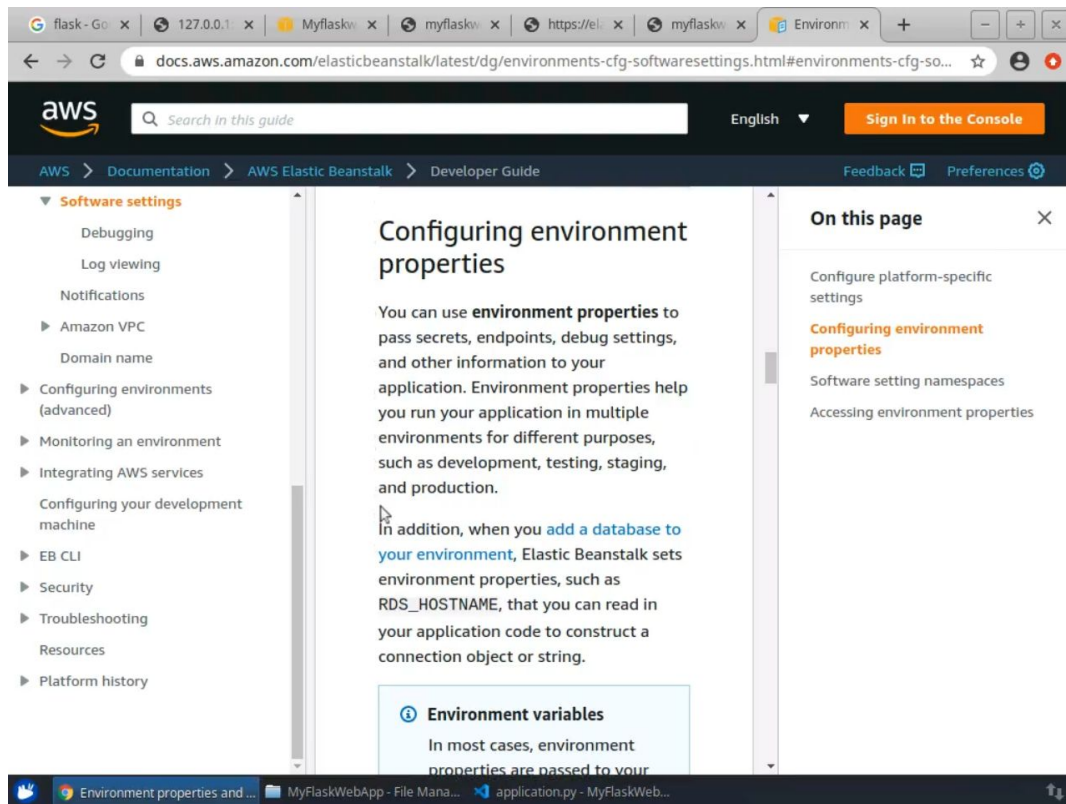 flask - Go
127.0.0.1
Myflaskw
myflaskw
https://ela
myflaskw
Environm
docs.aws.amazon.com/elasticbeanstalk/latest/dg/environments-cfg-softwaresettings.html#environments-cfg-so...
aws
Search in this guide
English
Sign In to the Console
AWS > Documentation > AWS Elastic Beanstalk > Developer Guide
Feedback
Preferences
Software settings
Debugging
Log viewing
Notifications
Amazon VPC
Domain name
Configuring environments
(advanced)
Monitoring an environment
Integrating AWS services
Configuring your development
machine
EB CLI
Security
Troubleshooting
Resources
Platform history
Configuring environment
properties
You can use environment properties to
pass secrets, endpoints, debug settings,
and other information to your
application. Environment properties help
you run your application in multiple
environments for different purposes,
such as development, testing, staging,
and production.
In addition, when you add a database to
your environment, Elastic Beanstalk sets
environment properties, such as
RDS_HOSTNAME, that you can read in
your application code to construct a
connection object or string.
Environment variables
In most cases, environment
properties are passed to your
On this page
Configure platform-specific
settings
Configuring environment
properties
Software setting namespaces
Accessing environment properties
Environment properties and ...
MyFlaskWebApp - File Mana...
application.py - MyFlaskWeb...